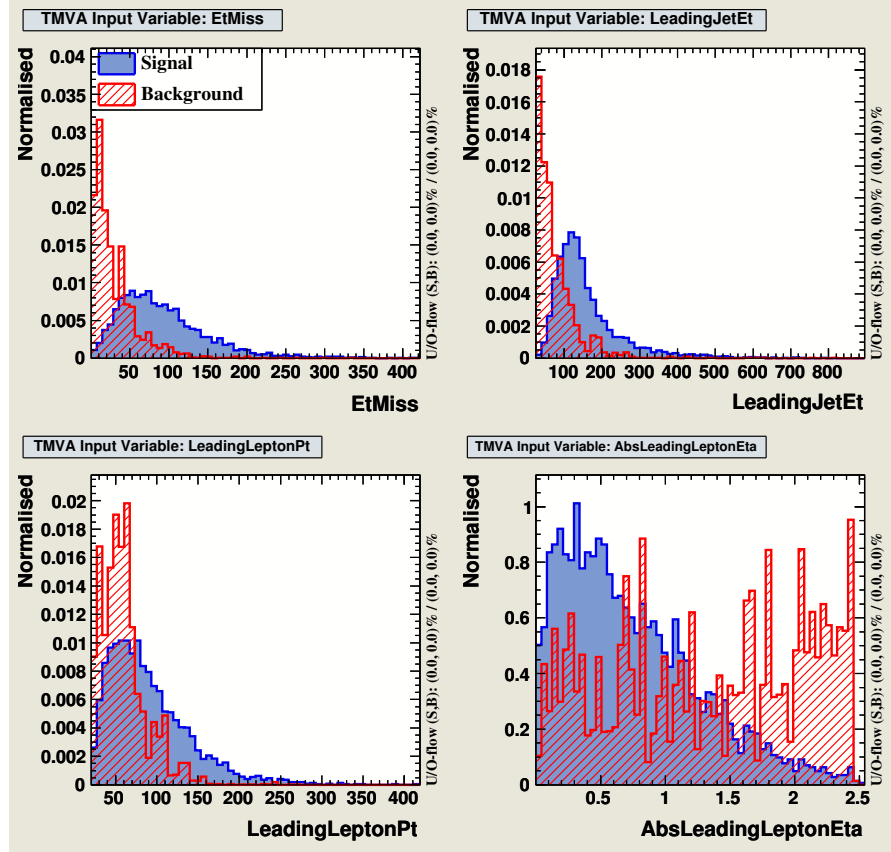 TMVA Input Variable: EtMiss
Normalised
0.04
0.035
0.03
0.025
0.02
0.015
0.01
0.005
0
Signal
Background
50 100 150 200 250 300 350 400
EtMiss
U/O-flow (S,B): (0.0, 0.0)% / (0.0, 0.0)%
TMVA Input Variable: LeadingJetEt
Normalised
0.018
0.016
0.014
0.012
0.01
0.008
0.006
0.004
0.002
0
100 200 300 400 500 600 700 800
LeadingJetEt
U/O-flow (S,B): (0.0, 0.0)% / (0.0, 0.0)%
TMVA Input Variable: LeadingLeptonPt
Normalised
0.02
0.018
0.016
0.014
0.012
0.01
0.008
0.006
0.004
0.002
0
50 100 150 200 250 300 350 400
LeadingLeptonPt
U/O-flow (S,B): (0.0, 0.0)% / (0.0, 0.0)%
TMVA Input Variable: AbsLeadingLeptonEta
Normalised
1
0.8
0.6
0.4
0.2
0
0.5 1 1.5 2 2.5
AbsLeadingLeptonEta
U/O-flow (S,B): (0.0, 0.0)% / (0.0, 0.0)%